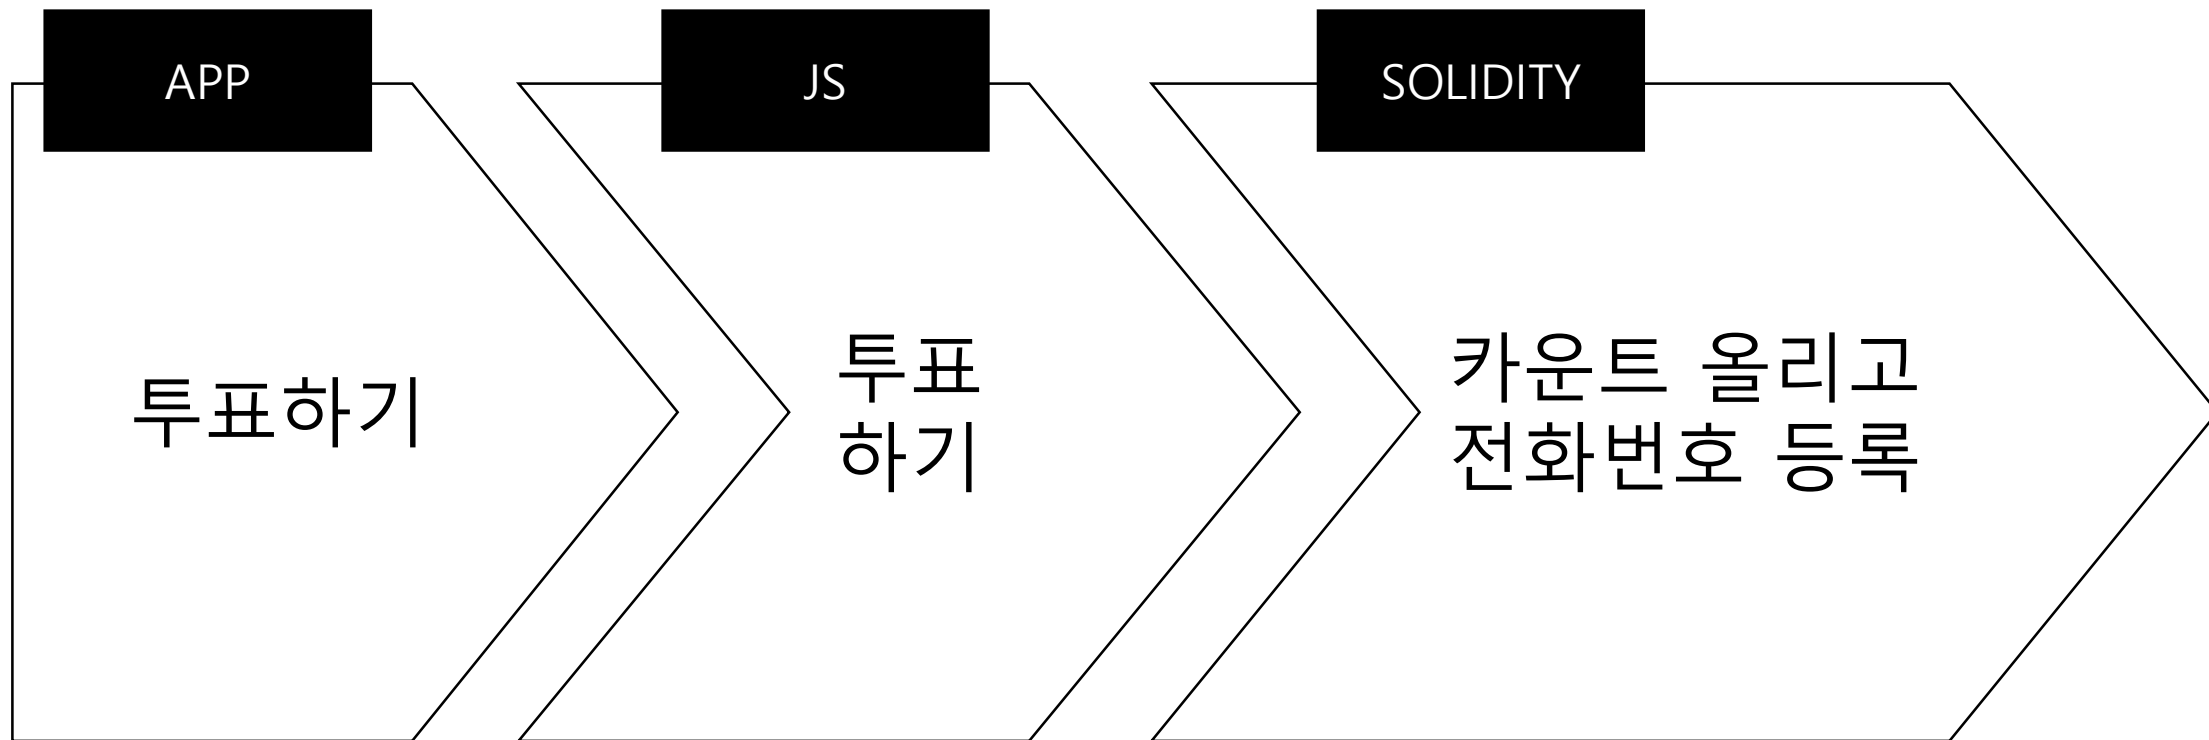 APP
투표하기
JS
투표
하기
SOLIDITY
카운트 올리고
전화번호 등록